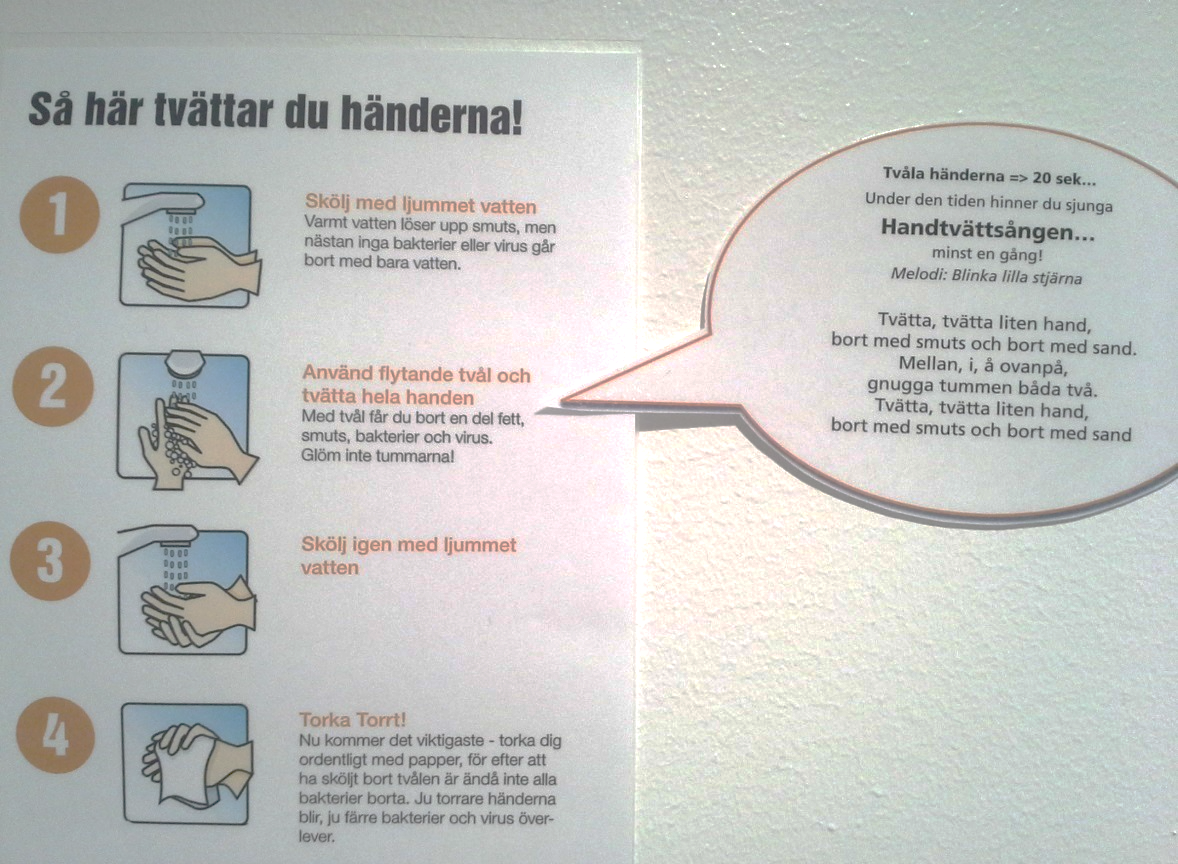 Så här tvättar du händerna!
1
Skölj med ljummet vatten
Varmt vatten löser upp smuts, men
nästan inga bakterier eller virus går
bort med bara vatten.
2
Använd flytande tvål och
tvätta hela handen
Med tvål får du bort en del fett,
smuts, bakterier och virus.
Glöm inte tummarna!
3
Skölj igen med ljummet
vatten
4
Torka Torrt!
Nu kommer det viktigaste - torka dig
ordentligt med papper, för efter att
ha sköljt bort tvålen är ändå inte alla
bakterier borta. Ju torrare händerna
blir, ju färre bakterier och virus över-
lever.
Tvåla händerna => 20 sek...
Under den tiden hinner du sjunga
Handtvättsången...
minst en gång!
Melodi: Blinka lilla stjärna
Tvätta, tvätta liten hand,
bort med smuts och bort med sand.
Mellan, i, å ovanpå,
gnugga tummen båda två.
Tvätta, tvätta liten hand,
bort med smuts och bort med sand